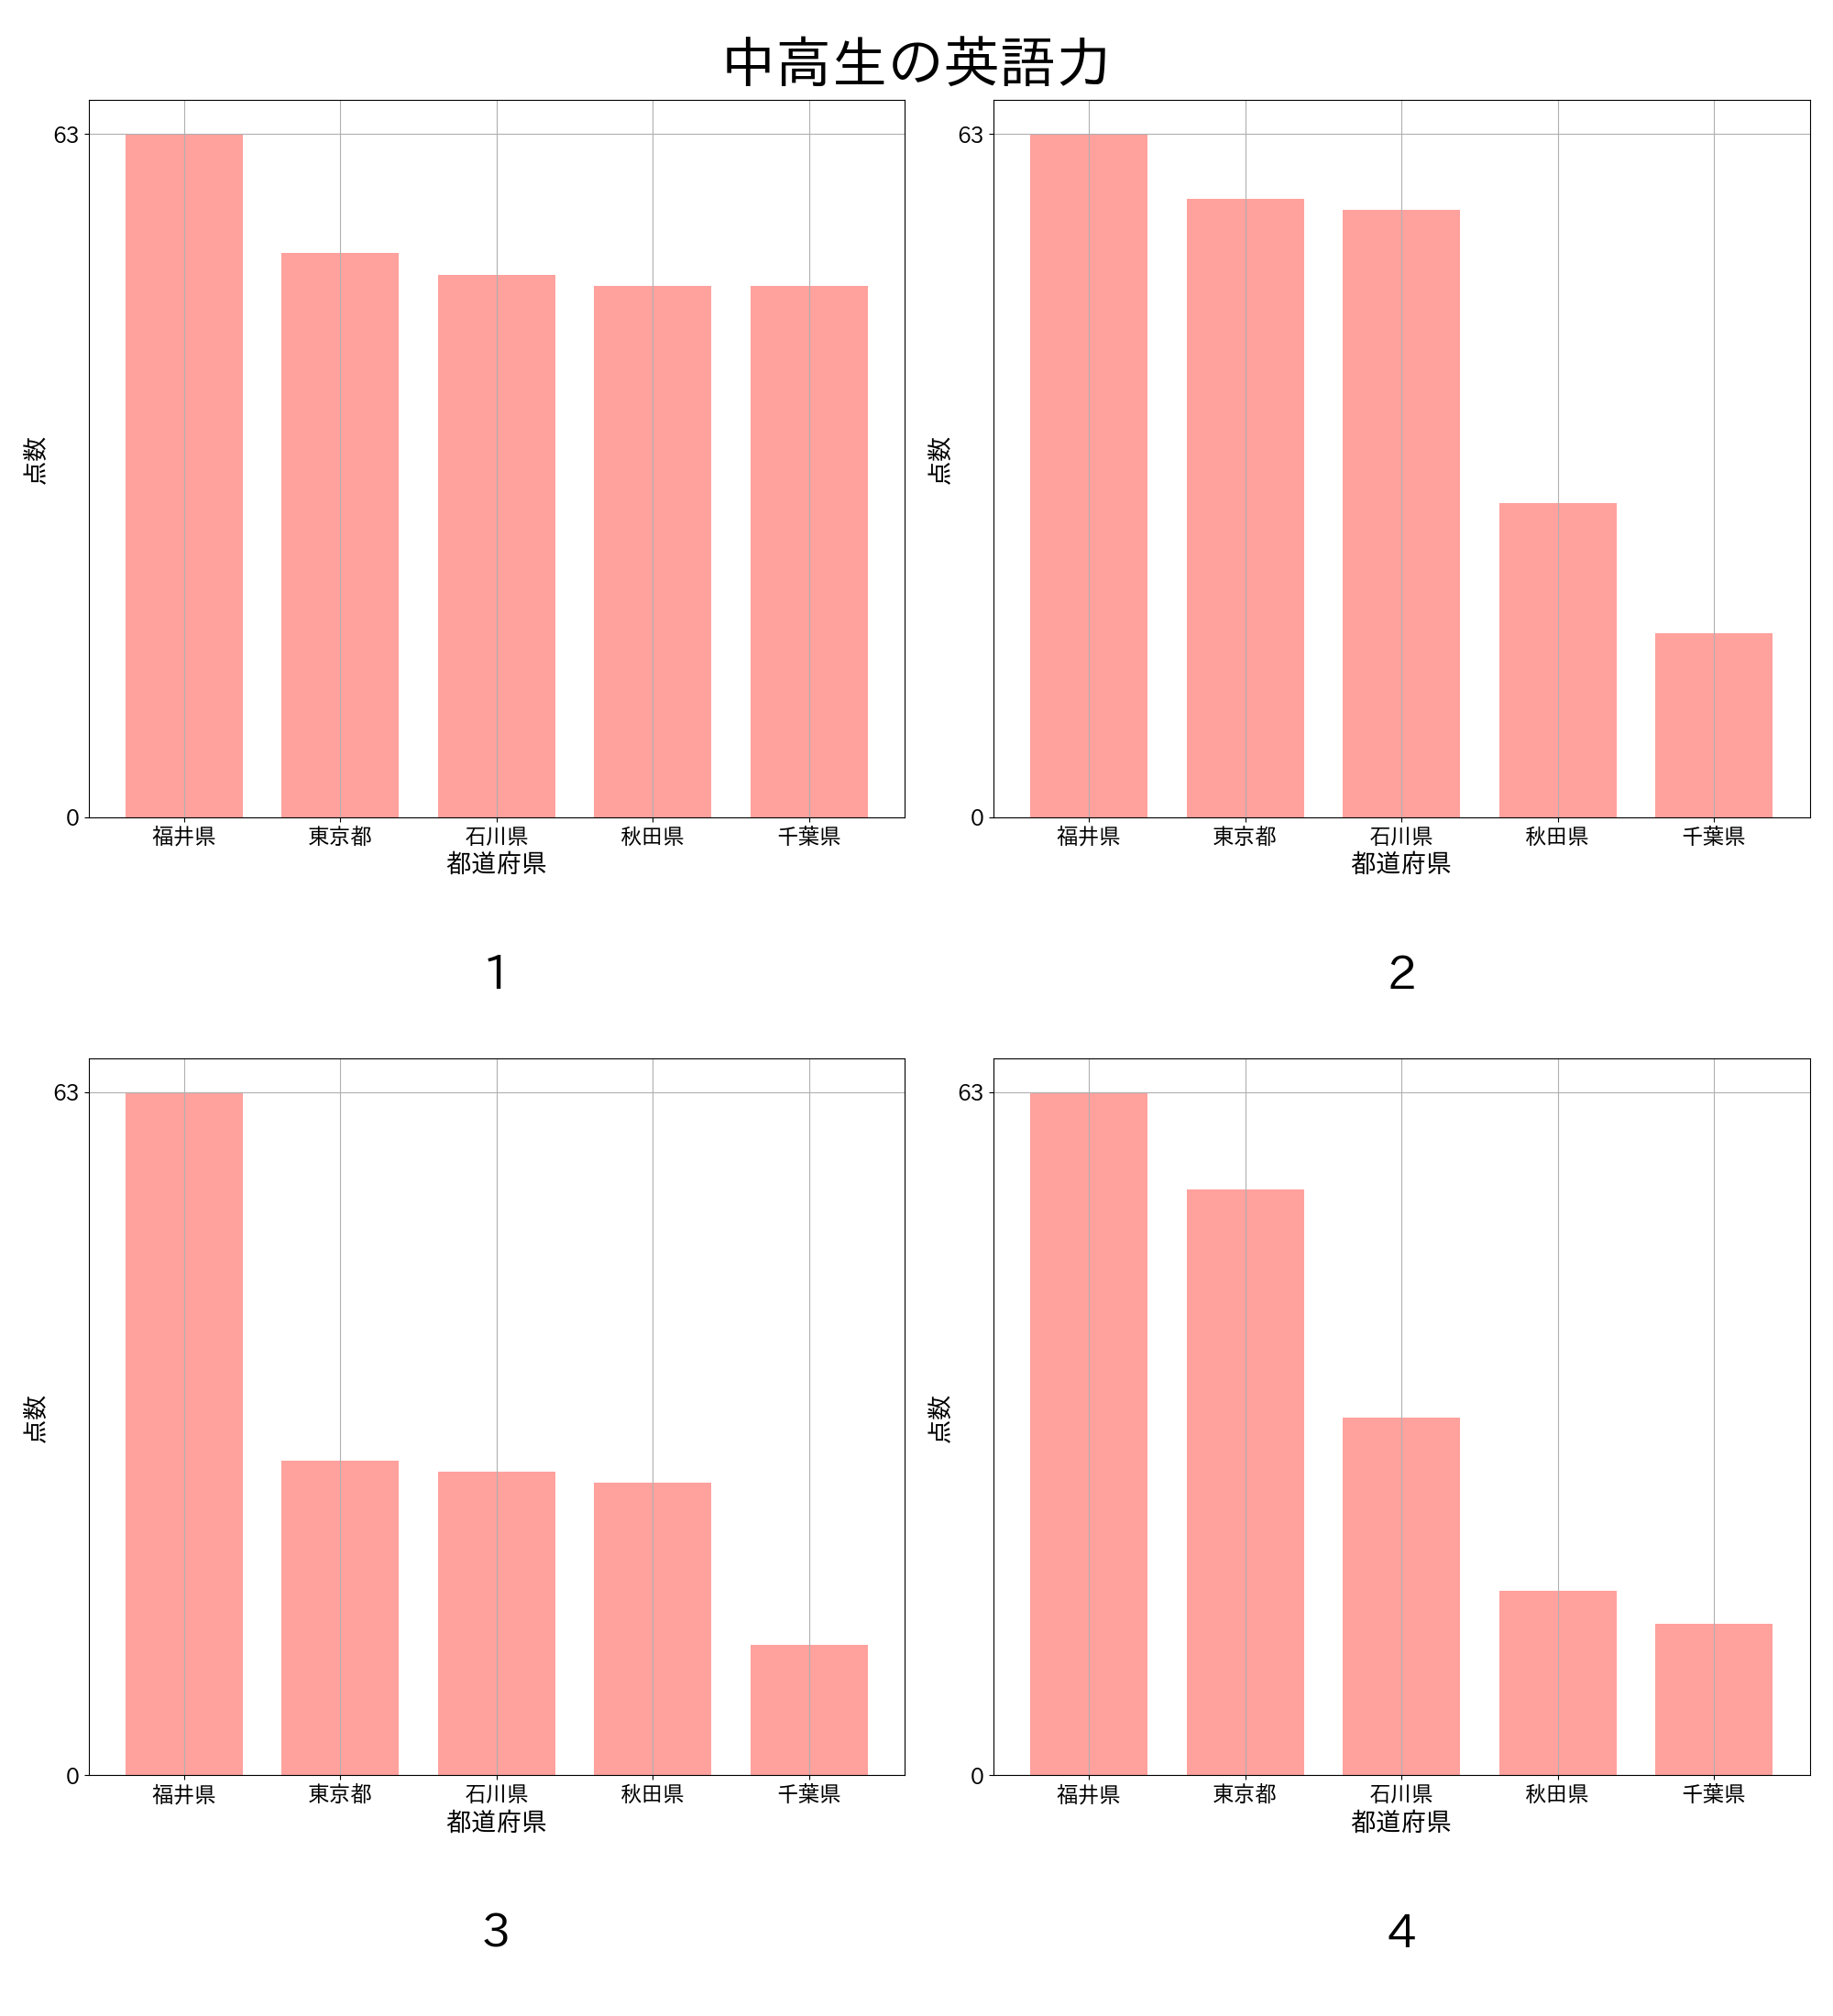 中高生の英語力
63
0
点数
福井県 東京都 石川県 秋田県 千葉県
都道府県
1
63
0
点数
福井県 東京都 石川県 秋田県 千葉県
都道府県
2
63
0
点数
福井県 東京都 石川県 秋田県 千葉県
都道府県
3
63
0
点数
福井県 東京都 石川県 秋田県 千葉県
都道府県
4